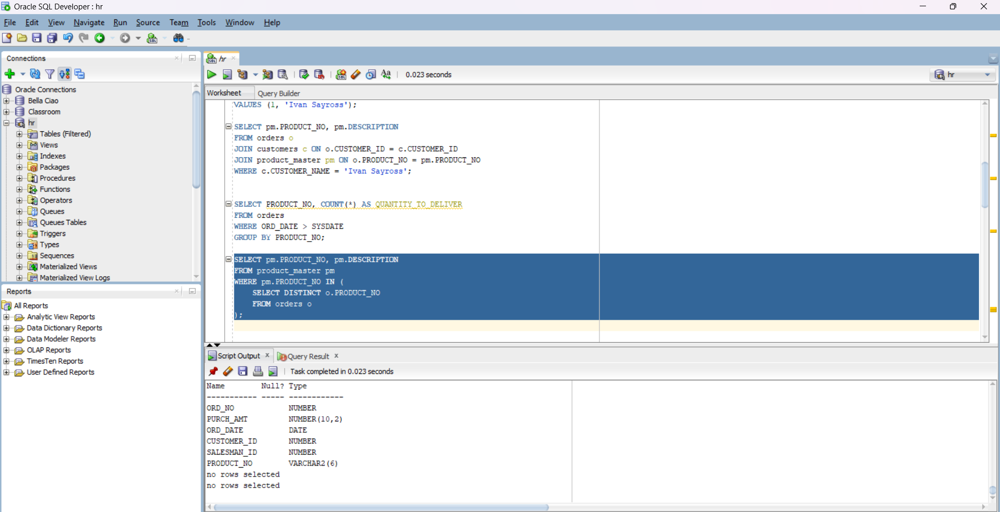 Oracle SQL Developer : hr
File Edit View Navigate Run Source Team Tools Window Help
Connections
Oracle Connections
Bella Ciao
Classroom
hr
Tables (Filtered)
Views
Indexes
Packages
Procedures
Functions
Operators
Queues
Queues Tables
Triggers
Types
Sequences
Materialized Views
Materialized View Logs
Reports
All Reports
Analytic View Reports
Data Dictionary Reports
Data Modeler Reports
OLAP Reports
TimesTen Reports
User Defined Reports
hr
0.023 seconds
hr
Worksheet Query Builder
VALUES (1, 'Ivan Sayross');
SELECT pm.PRODUCT_NO, pm.DESCRIPTION
FROM orders o
JOIN customers c ON o.CUSTOMER_ID = c.CUSTOMER_ID
JOIN product_master pm ON o.PRODUCT_NO = pm.PRODUCT_NO
WHERE c.CUSTOMER_NAME = 'Ivan Sayross';
SELECT PRODUCT_NO, COUNT(*) AS QUANTITY_TO_DELIVER
FROM orders
WHERE ORD_DATE > SYSDATE
GROUP BY PRODUCT_NO;
SELECT pm.PRODUCT_NO, pm.DESCRIPTION
FROM product_master pm
WHERE pm.PRODUCT_NO IN (
SELECT DISTINCT o.PRODUCT_NO
FROM orders o
);
Script Output Query Result
Task completed in 0.023 seconds
Name Null? Type
----------- ----- ------------
ORD_NO NUMBER
PURCH_AMT NUMBER(10,2)
ORD_DATE DATE
CUSTOMER_ID NUMBER
SALESMAN_ID NUMBER
PRODUCT_NO VARCHAR2(6)
no rows selected
no rows selected